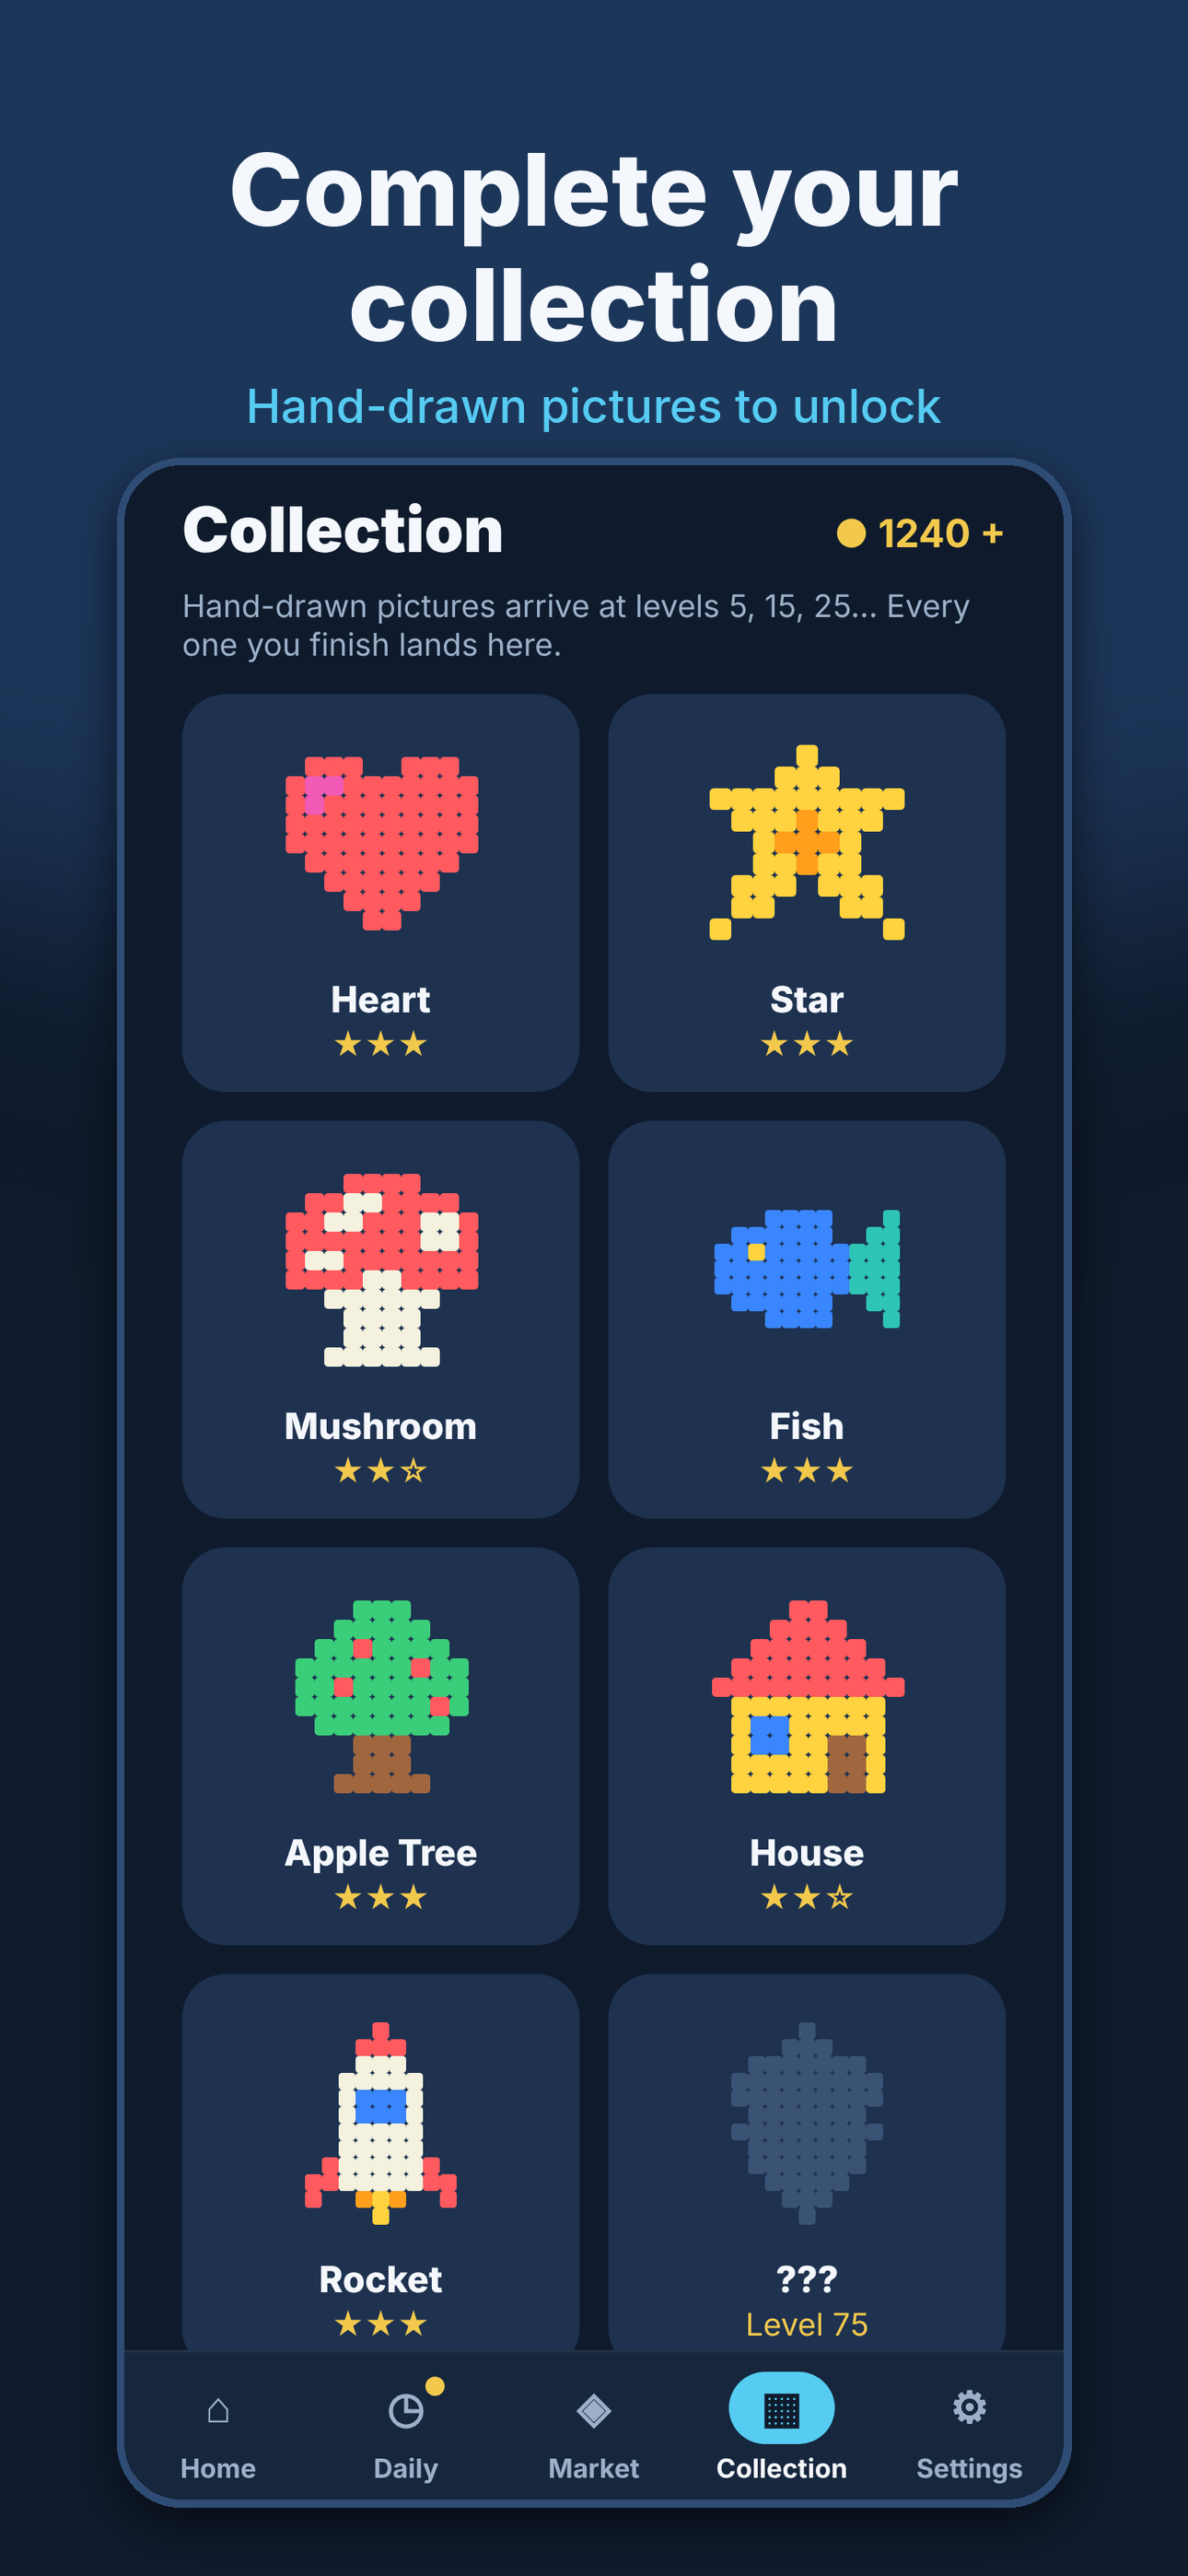 Complete your
collection
Hand-drawn pictures to unlock
Collection
1240 +
Hand-drawn pictures arrive at levels 5, 15, 25... Every
one you finish lands here.
Heart
★★★
Star
★★★
Mushroom
★★☆
Fish
★★★
Apple Tree
★★★
House
★★☆
Rocket
★★★
???
Level 75
Home
Daily
Market
Collection
Settings